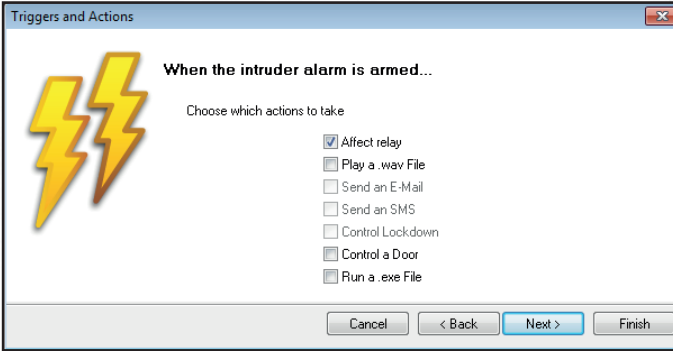 Triggers and Actions
When the intruder alarm is armed...
Choose which actions to take
Affect relay
Play a .wav File
Send an E-Mail
Send an SMS
Control Lockdown
Control a Door
Run a .exe File
Cancel
< Back
Next >
Finish